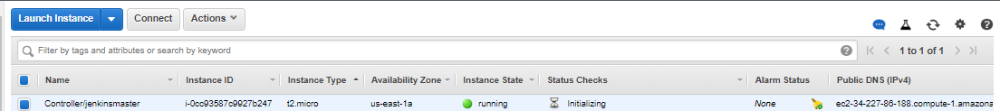 Launch Instance Connect Actions
Filter by tags and attributes or search by keyword 1 to 1 of 1
Name Instance ID Instance Type Availability Zone Instance State Status Checks Alarm Status Public DNS (IPv4)
Controller/jenkinsmaster i-0cc93587c9927b247 t2.micro us-east-1a running Initializing None ec2-34-227-86-188.compute-1.amazona